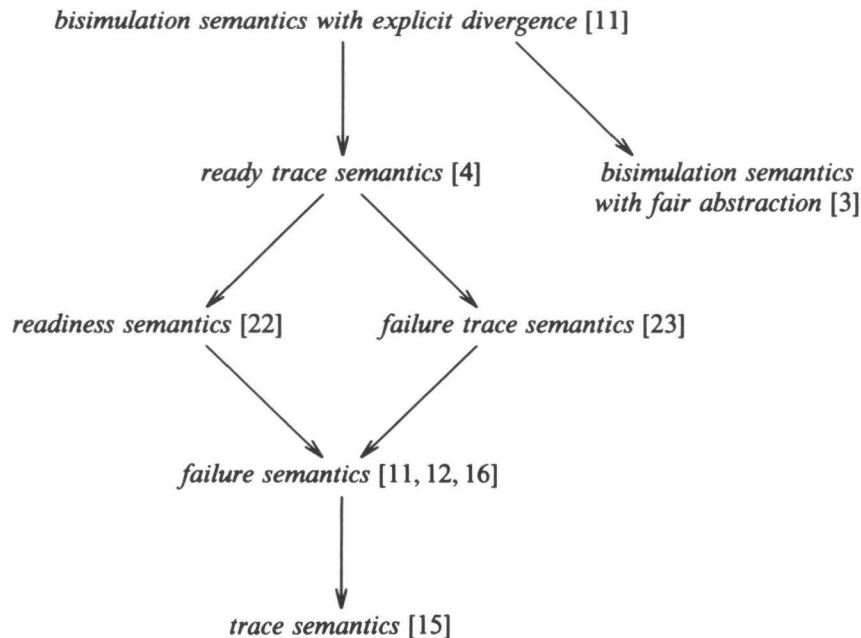 bisimulation semantics with explicit divergence [11]
ready trace semantics [4]
bisimulation semantics
with fair abstraction [3]
readiness semantics [22]
failure trace semantics [23]
failure semantics [11, 12, 16]
trace semantics [15]